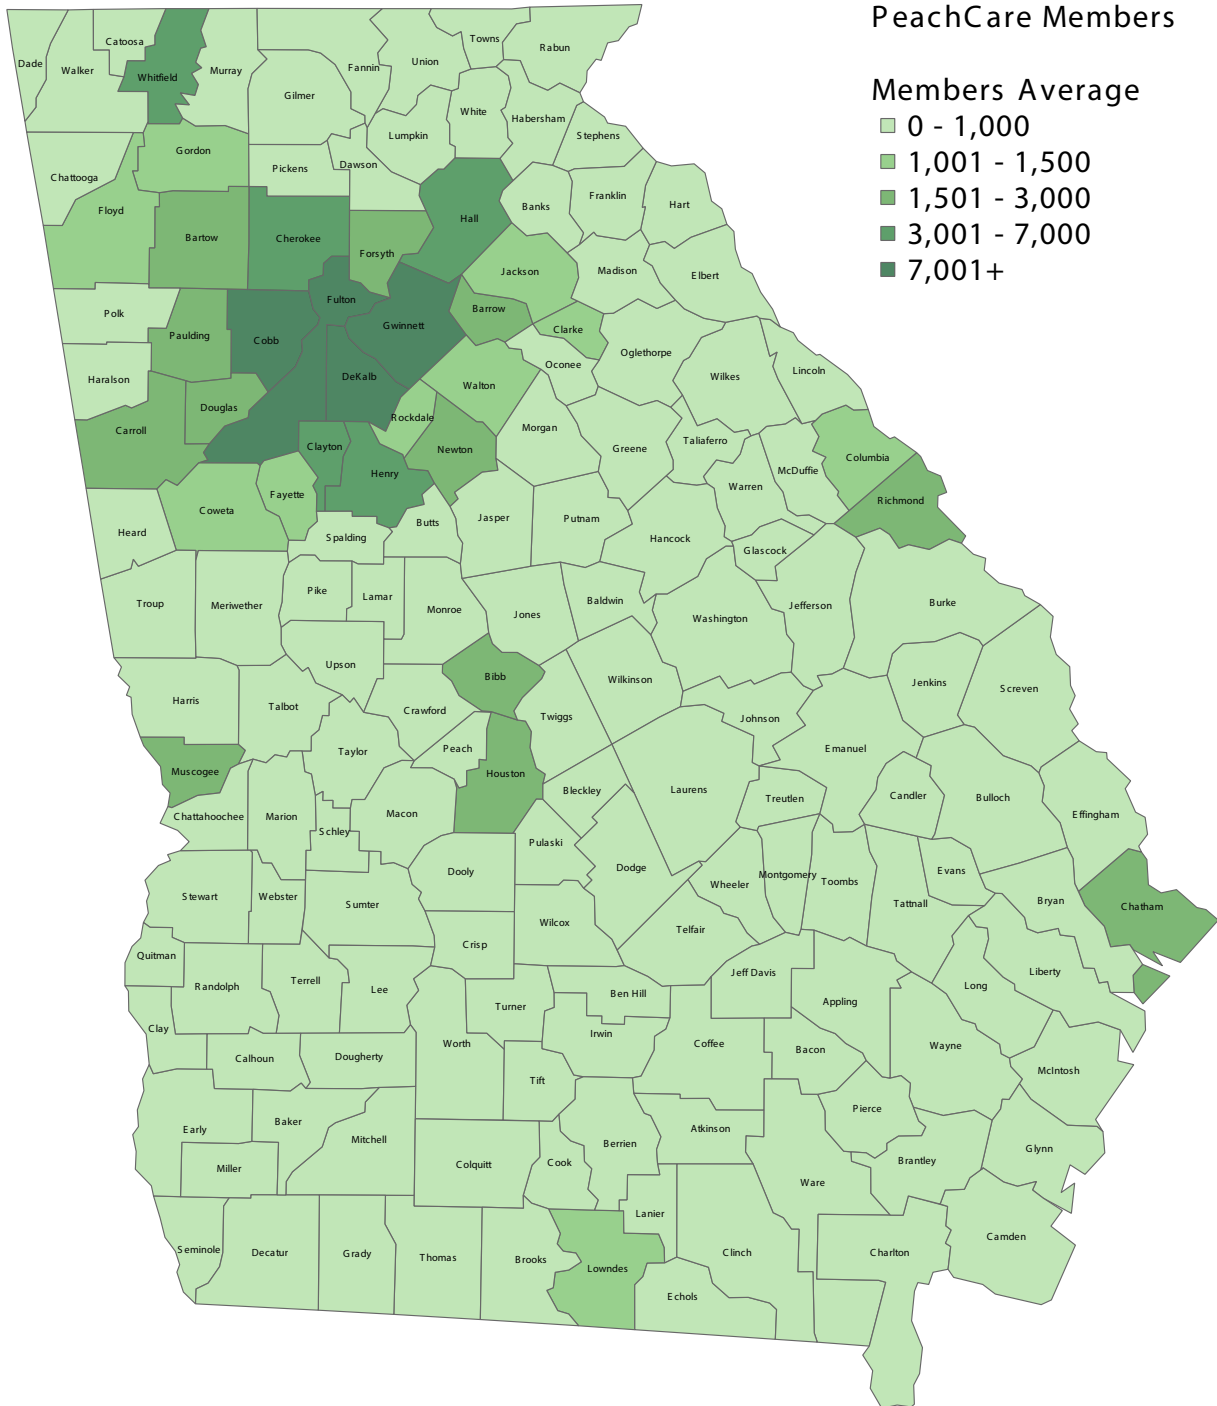 PeachCare Members
Members Average
0 - 1,000
1,001 - 1,500
1,501 - 3,000
3,001 - 7,000
7,001+
Dade
Walker
Catoosa
Whitfield
Murray
Fannin
Union
Towns
Rabun
Gilmer
White
Habersham
Lumpkin
Stephens
Chattooga
Gordon
Pickens
Dawson
Banks
Franklin
Hart
Floyd
Bartow
Cherokee
Forsyth
Hall
Jackson
Madison
Elbert
Polk
Paulding
Cobb
Fulton
Gwinnett
Barrow
Clarke
Oglethorpe
Oconee
Wilkes
Lincoln
Haralson
Douglas
DeKalb
Walton
Rockdale
Carroll
Clayton
Newton
Morgan
Greene
Taliaferro
Columbia
McDuffie
Henry
Warren
Richmond
Heard
Coweta
Fayette
Spalding
Butts
Jasper
Putnam
Hancock
Glascock
Troup
Meriwether
Pike
Lamar
Monroe
Jones
Baldwin
Washington
Jefferson
Burke
Upson
Bibb
Wilkinson
Jenkins
Screven
Harris
Talbot
Crawford
Twiggs
Johnson
Taylor
Peach
Emanuel
Muscogee
Houston
Bleckley
Laurens
Treutlen
Candler
Bulloch
Effingham
Chattahoochee
Marion
Schley
Macon
Pulaski
Dodge
Dooly
Wheeler
Montgomery
Toombs
Evans
Tattnall
Bryan
Chatham
Stewart
Webster
Sumter
Wilcox
Telfair
Quitman
Crisp
Jeff Davis
Liberty
Randolph
Terrell
Lee
Turner
Ben Hill
Appling
Long
Clay
Worth
Irwin
Coffee
Bacon
Wayne
McIntosh
Calhoun
Dougherty
Tift
Pierce
Early
Baker
Mitchell
Berrien
Atkinson
Glynn
Miller
Colquitt
Cook
Brantley
Ware
Lanier
Seminole
Decatur
Grady
Thomas
Brooks
Lowndes
Clinch
Charlton
Camden
Echols